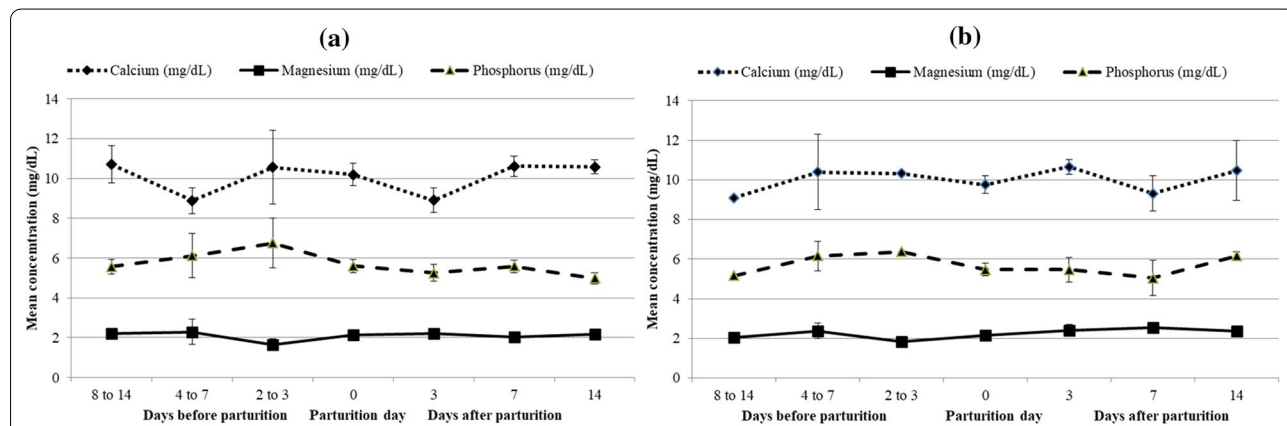 (a)
Calcium (mg/dL) Magnesium (mg/dL) Phosphorus (mg/dL)
Mean concemtration (mg/dL)
14
12
10
8
6
4
2
0
8 to 14 4 to 7 2 to 3 0 3 7 14
Days before parturition Parturition day Days after parturition
(b)
Calcium (mg/dL) Magnesium (mg/dL) Phosphorus (mg/dL)
Mean concentration (mg/dL)
14
12
10
8
6
4
2
0
8 to 14 4 to 7 2 to 3 0 3 7 14
Days before parturition Parturition day Days after parturition